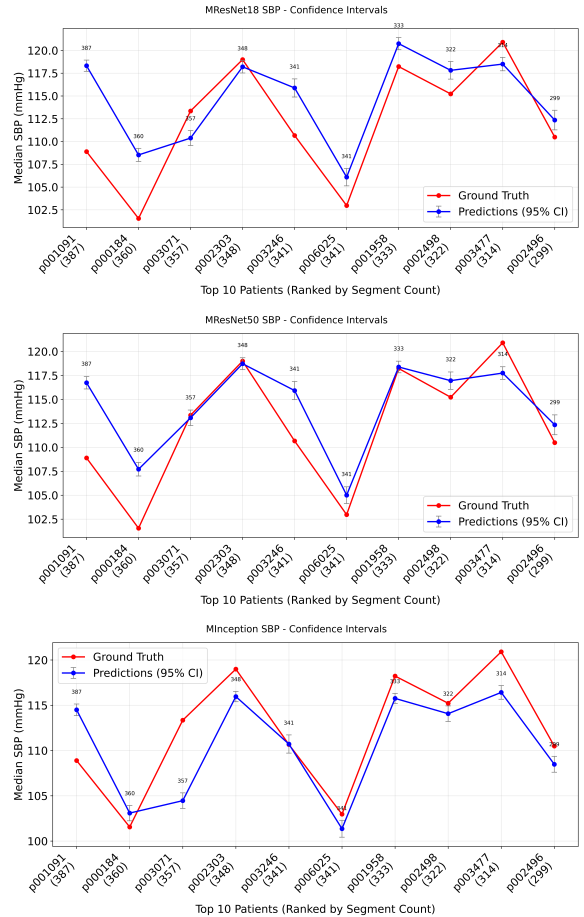 MResNet18 SBP - Confidence Intervals
Median SBP (mmHg)
120.0
117.5
115.0
112.5
110.0
107.5
105.0
102.5
387
360
357
348
341
341
333
322
314
299
Ground Truth
Predictions (95% CI)
p001091
(387)
p000184
(360)
p003071
(357)
p002303
(348)
p003246
(341)
p006025
(341)
p001958
(333)
p002498
(322)
p003477
(314)
p002496
(299)
Top 10 Patients (Ranked by Segment Count)
MResNet50 SBP - Confidence Intervals
Median SBP (mmHg)
120.0
117.5
115.0
112.5
110.0
107.5
105.0
102.5
387
360
357
348
341
341
333
322
314
299
Ground Truth
Predictions (95% CI)
p001091
(387)
p000184
(360)
p003071
(357)
p002303
(348)
p003246
(341)
p006025
(341)
p001958
(333)
p002498
(322)
p003477
(314)
p002496
(299)
Top 10 Patients (Ranked by Segment Count)
MInception SBP - Confidence Intervals
Median SBP (mmHg)
120
115
110
105
100
Ground Truth
Predictions (95% CI)
387
360
357
348
341
341
333
322
314
299
p001091
(387)
p000184
(360)
p003071
(357)
p002303
(348)
p003246
(341)
p006025
(341)
p001958
(333)
p002498
(322)
p003477
(314)
p002496
(299)
Top 10 Patients (Ranked by Segment Count)